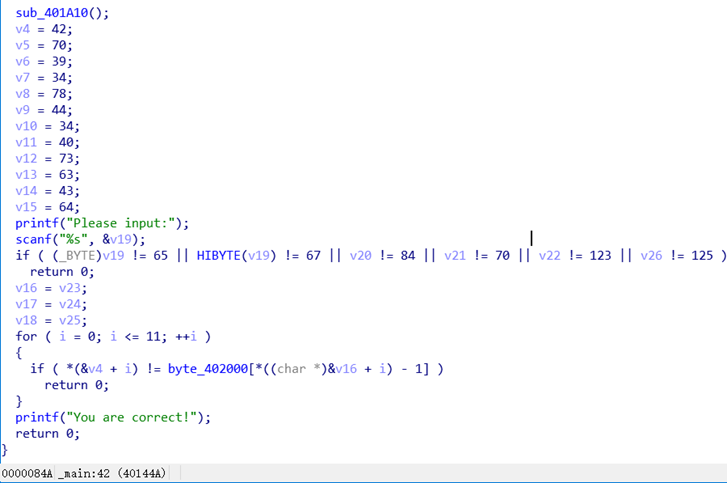 sub_401A10();
v4 = 42;
v5 = 70;
v6 = 39;
v7 = 34;
v8 = 78;
v9 = 44;
v10 = 34;
v11 = 40;
v12 = 73;
v13 = 63;
v14 = 43;
v15 = 64;
printf("Please input:");
scanf("%s", &v19);
if ( (_BYTE)v19 != 65 || HIBYTE(v19) != 67 || v20 != 84 || v21 != 70 || v22 != 123 || v26 != 125 )
return 0;
v16 = v23;
v17 = v24;
v18 = v25;
for ( i = 0; i <= 11; ++i )
{
if ( *(&v4 + i) != byte_402000[*((char *)&v16 + i) - 1] )
return 0;
}
printf("You are correct!");
return 0;
}
0000084A _main:42 (40144A)